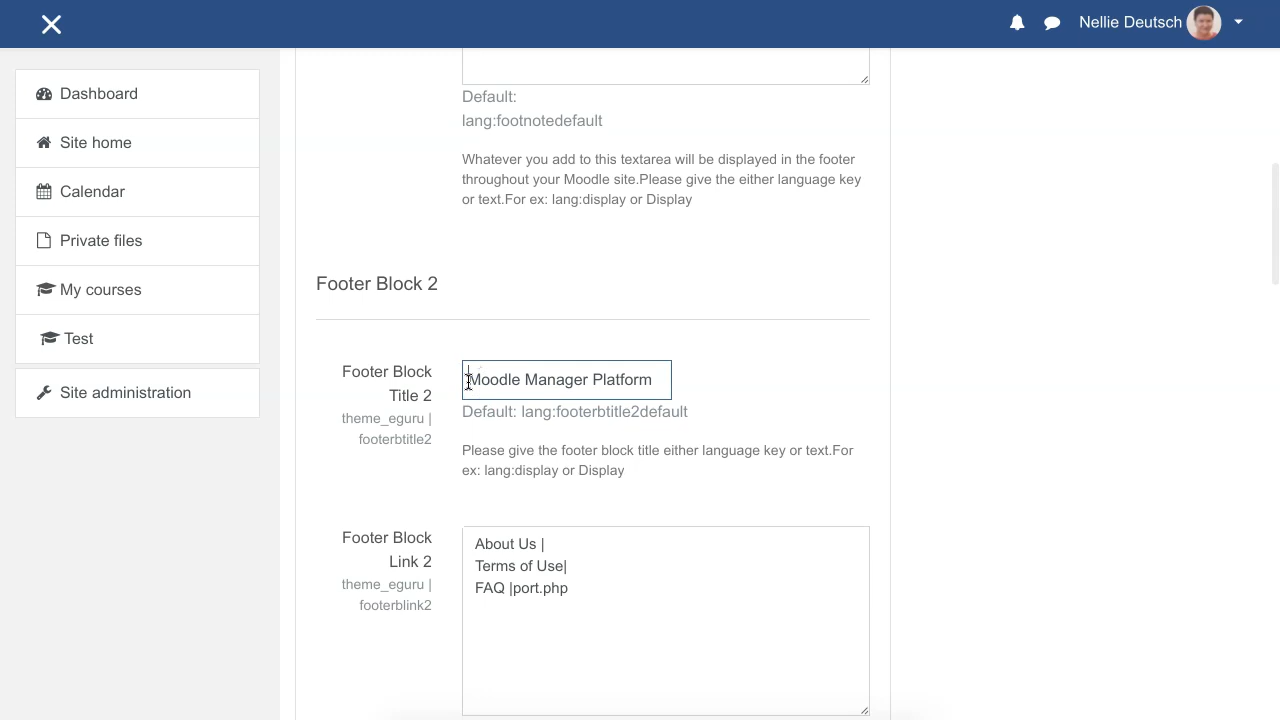 Nellie Deutsch
Dashboard
Site home
Calendar
Private files
My courses
Test
Site administration
Default:
lang:footnotedefault
Whatever you add to this textarea will be displayed in the footer
throughout your Moodle site.Please give the either language key
or text.For ex: lang:display or Display
Footer Block 2
Footer Block
Title 2
theme_eguru |
footerbtitle2
Moodle Manager Platform
Default: lang:footerbtitle2default
Please give the footer block title either language key or text.For
ex: lang:display or Display
Footer Block
Link 2
theme_eguru |
footerblink2
About Us |
Terms of Use|
FAQ |port.php